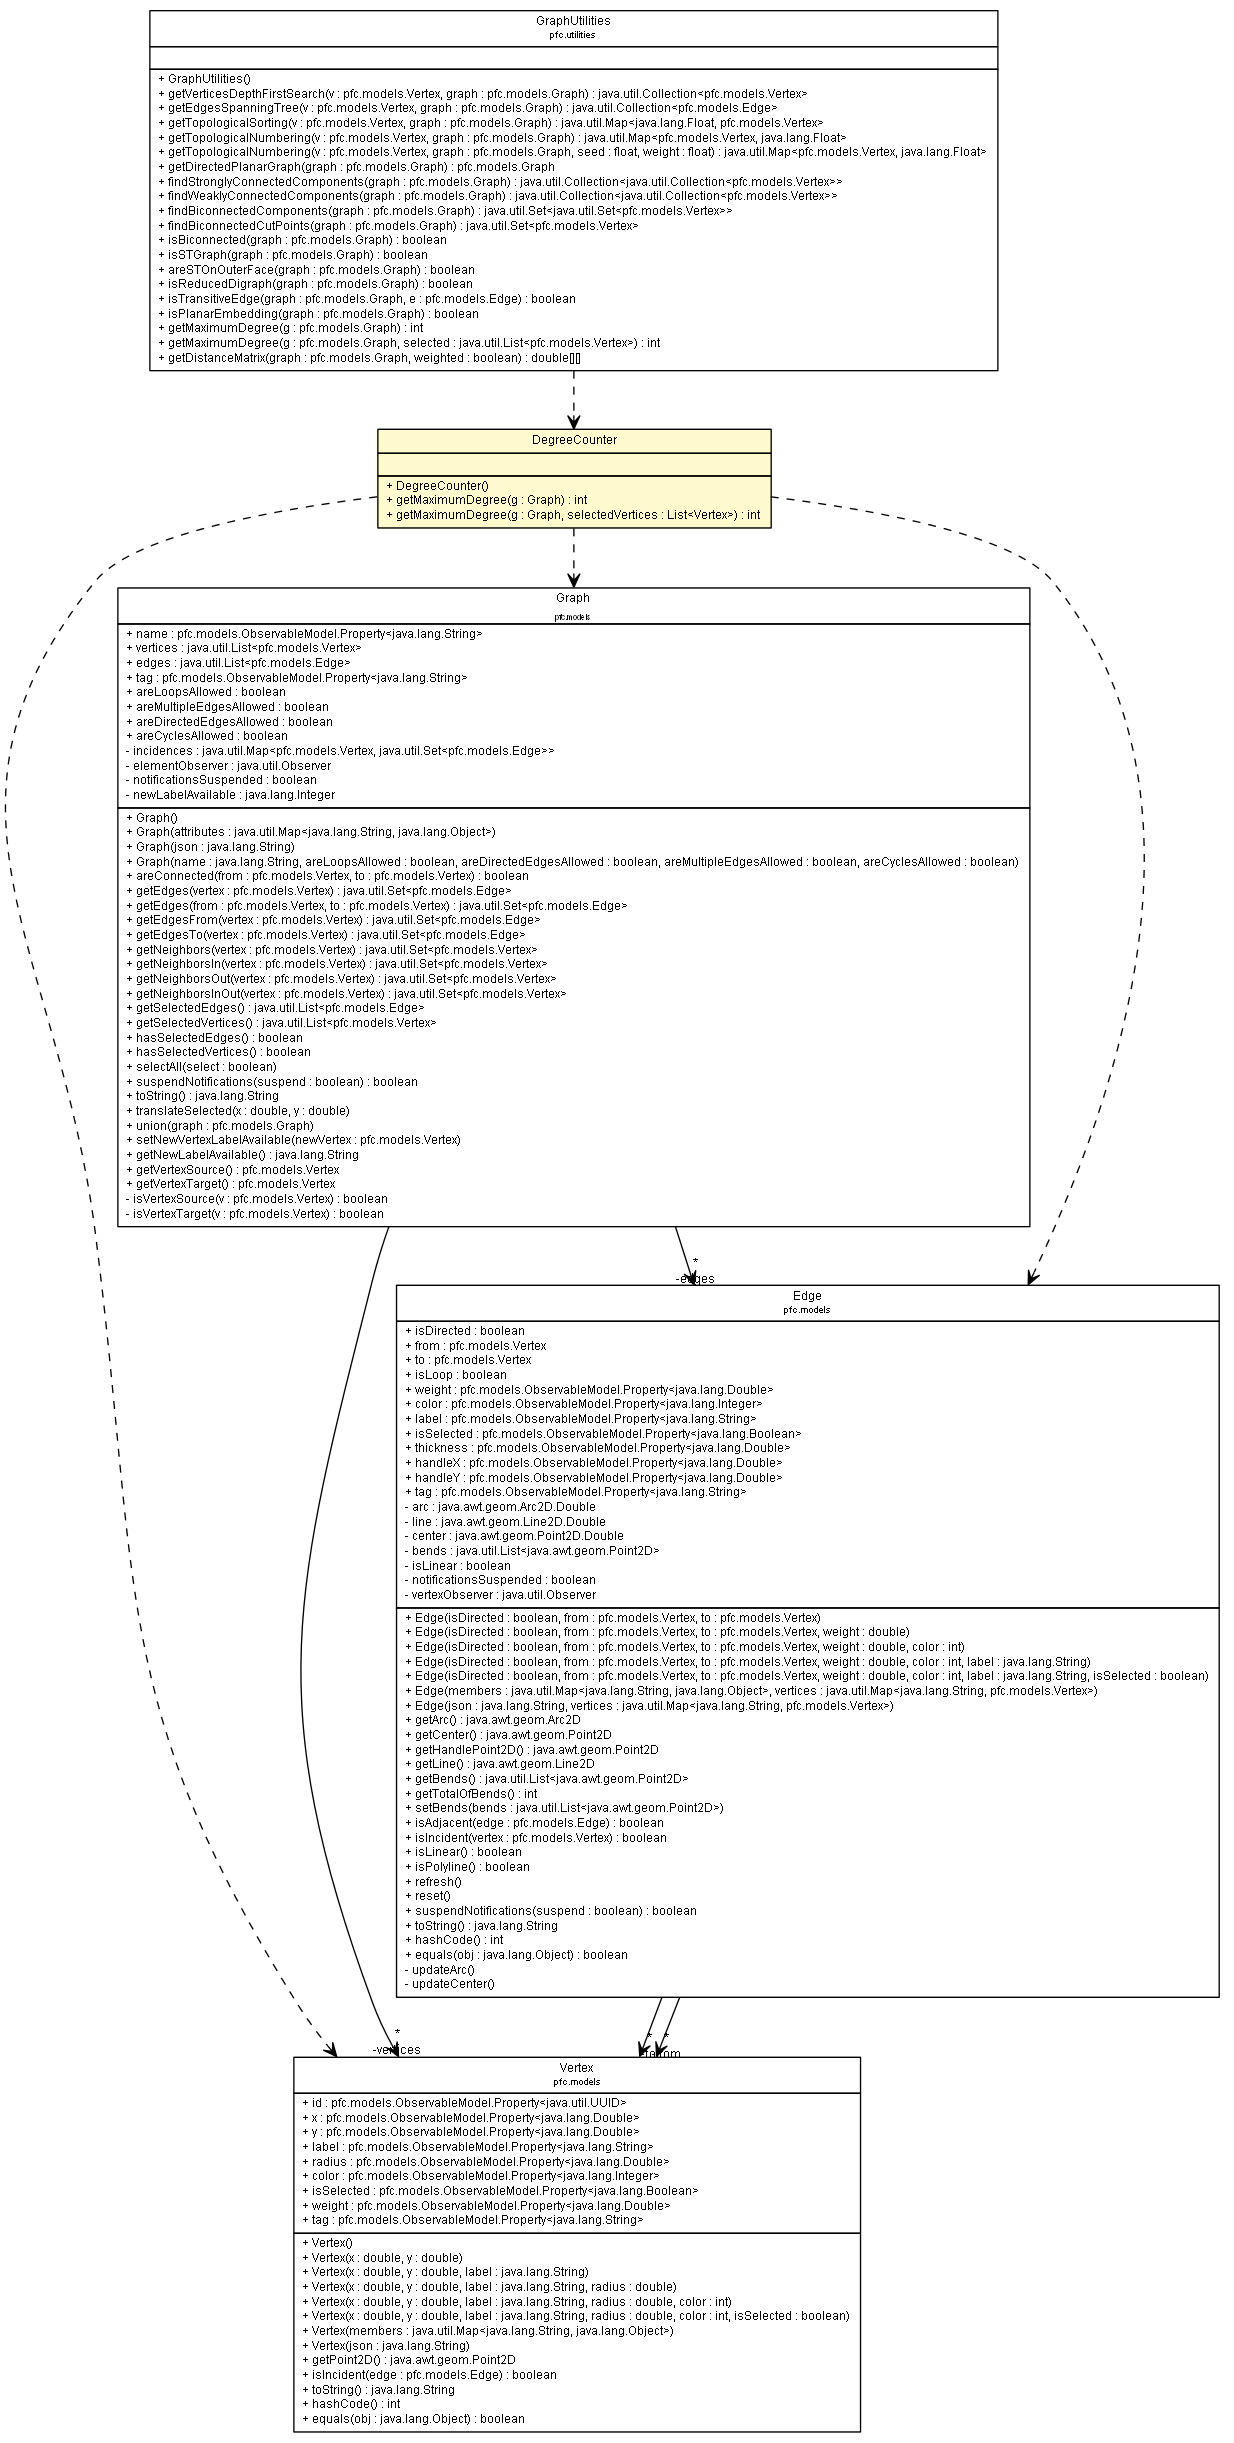 GraphUtilities
pfc.utilities
+ GraphUtilities()
+ getVerticesDepthFirstSearch(v : pfc.models.Vertex, graph : pfc.models.Graph) : java.util.Collection<pfc.models.Vertex>
+ getEdgesSpanningTree(v : pfc.models.Vertex, graph : pfc.models.Graph) : java.util.Collection<pfc.models.Edge>
+ getTopologicalSorting(v : pfc.models.Vertex, graph : pfc.models.Graph) : java.util.Map<java.lang.Float, pfc.models.Vertex>
+ getTopologicalNumbering(v : pfc.models.Vertex, graph : pfc.models.Graph) : java.util.Map<pfc.models.Vertex, java.lang.Float>
+ getTopologicalNumbering(v : pfc.models.Vertex, graph : pfc.models.Graph, seed : float, weight : float) : java.util.Map<pfc.models.Vertex, java.lang.Float>
+ getDirectedPlanarGraph(graph : pfc.models.Graph) : pfc.models.Graph
+ findStronglyConnectedComponents(graph : pfc.models.Graph) : java.util.Collection<java.util.Collection<pfc.models.Vertex>>
+ findWeaklyConnectedComponents(graph : pfc.models.Graph) : java.util.Collection<java.util.Collection<pfc.models.Vertex>>
+ findBiconnectedComponents(graph : pfc.models.Graph) : java.util.Set<java.util.Set<pfc.models.Vertex>>
+ findBiconnectedCutPoints(graph : pfc.models.Graph) : java.util.Set<pfc.models.Vertex>
+ isBiconnected(graph : pfc.models.Graph) : boolean
+ isSTGraph(graph : pfc.models.Graph) : boolean
+ areSTOnOuterFace(graph : pfc.models.Graph) : boolean
+ isReducedDigraph(graph : pfc.models.Graph) : boolean
+ isTransitiveEdge(graph : pfc.models.Graph, e : pfc.models.Edge) : boolean
+ isPlanarEmbedding(graph : pfc.models.Graph) : boolean
+ getMaximumDegree(g : pfc.models.Graph) : int
+ getMaximumDegree(g : pfc.models.Graph, selected : java.util.List<pfc.models.Vertex>) : int
+ getDistanceMatrix(graph : pfc.models.Graph, weighted : boolean) : double[][]
DegreeCounter
+ DegreeCounter()
+ getMaximumDegree(g : Graph) : int
+ getMaximumDegree(g : Graph, selectedVertices : List<Vertex>) : int
Graph
pfc.models
+ name : pfc.models.ObservableModel.Property<java.lang.String>
+ vertices : java.util.List<pfc.models.Vertex>
+ edges : java.util.List<pfc.models.Edge>
+ tag : pfc.models.ObservableModel.Property<java.lang.String>
+ areLoopsAllowed : boolean
+ areMultipleEdgesAllowed : boolean
+ areDirectedEdgesAllowed : boolean
+ areCyclesAllowed : boolean
- incidences : java.util.Map<pfc.models.Vertex, java.util.Set<pfc.models.Edge>>
- elementObserver : java.util.Observer
- notificationsSuspended : boolean
- newLabelAvailable : java.lang.Integer
+ Graph()
+ Graph(attributes : java.util.Map<java.lang.String, java.lang.Object>)
+ Graph(json : java.lang.String)
+ Graph(name : java.lang.String, areLoopsAllowed : boolean, areDirectedEdgesAllowed : boolean, areMultipleEdgesAllowed : boolean, areCyclesAllowed : boolean)
+ areConnected(from : pfc.models.Vertex, to : pfc.models.Vertex) : boolean
+ getEdges(vertex : pfc.models.Vertex) : java.util.Set<pfc.models.Edge>
+ getEdges(from : pfc.models.Vertex, to : pfc.models.Vertex) : java.util.Set<pfc.models.Edge>
+ getEdgesFrom(vertex : pfc.models.Vertex) : java.util.Set<pfc.models.Edge>
+ getEdgesTo(vertex : pfc.models.Vertex) : java.util.Set<pfc.models.Edge>
+ getNeighbors(vertex : pfc.models.Vertex) : java.util.Set<pfc.models.Vertex>
+ getNeighborsIn(vertex : pfc.models.Vertex) : java.util.Set<pfc.models.Vertex>
+ getNeighborsOut(vertex : pfc.models.Vertex) : java.util.Set<pfc.models.Vertex>
+ getNeighborsInOut(vertex : pfc.models.Vertex) : java.util.Set<pfc.models.Vertex>
+ getSelectedEdges() : java.util.List<pfc.models.Edge>
+ getSelectedVertices() : java.util.List<pfc.models.Vertex>
+ hasSelectedEdges() : boolean
+ hasSelectedVertices() : boolean
+ selectAll(select : boolean)
+ suspendNotifications(suspend : boolean) : boolean
+ toString() : java.lang.String
+ translateSelected(x : double, y : double)
+ union(graph : pfc.models.Graph)
+ setNewVertexLabelAvailable(newVertex : pfc.models.Vertex)
+ getNewLabelAvailable() : java.lang.String
+ getVertexSource() : pfc.models.Vertex
+ getVertexTarget() : pfc.models.Vertex
- isVertexSource(v : pfc.models.Vertex) : boolean
- isVertexTarget(v : pfc.models.Vertex) : boolean
*
-edges
Edge
pfc.models
+ isDirected : boolean
+ from : pfc.models.Vertex
+ to : pfc.models.Vertex
+ isLoop : boolean
+ weight : pfc.models.ObservableModel.Property<java.lang.Double>
+ color : pfc.models.ObservableModel.Property<java.lang.Integer>
+ label : pfc.models.ObservableModel.Property<java.lang.String>
+ isSelected : pfc.models.ObservableModel.Property<java.lang.Boolean>
+ thickness : pfc.models.ObservableModel.Property<java.lang.Double>
+ handleX : pfc.models.ObservableModel.Property<java.lang.Double>
+ handleY : pfc.models.ObservableModel.Property<java.lang.Double>
+ tag : pfc.models.ObservableModel.Property<java.lang.String>
- arc : java.awt.geom.Arc2D.Double
- line : java.awt.geom.Line2D.Double
- center : java.awt.geom.Point2D.Double
- bends : java.util.List<java.awt.geom.Point2D>
- isLinear : boolean
- notificationsSuspended : boolean
- vertexObserver : java.util.Observer
+ Edge(isDirected : boolean, from : pfc.models.Vertex, to : pfc.models.Vertex)
+ Edge(isDirected : boolean, from : pfc.models.Vertex, to : pfc.models.Vertex, weight : double)
+ Edge(isDirected : boolean, from : pfc.models.Vertex, to : pfc.models.Vertex, weight : double, color : int)
+ Edge(isDirected : boolean, from : pfc.models.Vertex, to : pfc.models.Vertex, weight : double, color : int, label : java.lang.String)
+ Edge(isDirected : boolean, from : pfc.models.Vertex, to : pfc.models.Vertex, weight : double, color : int, label : java.lang.String, isSelected : boolean)
+ Edge(members : java.util.Map<java.lang.String, java.lang.Object>, vertices : java.util.Map<java.lang.String, pfc.models.Vertex>)
+ Edge(json : java.lang.String, vertices : java.util.Map<java.lang.String, pfc.models.Vertex>)
+ getArc() : java.awt.geom.Arc2D
+ getCenter() : java.awt.geom.Point2D
+ getHandlePoint2D() : java.awt.geom.Point2D
+ getLine() : java.awt.geom.Line2D
+ getBends() : java.util.List<java.awt.geom.Point2D>
+ getTotalOfBends() : int
+ setBends(bends : java.util.List<java.awt.geom.Point2D>)
+ isAdjacent(edge : pfc.models.Edge) : boolean
+ isIncident(vertex : pfc.models.Vertex) : boolean
+ isLinear() : boolean
+ isPolyline() : boolean
+ refresh()
+ reset()
+ suspendNotifications(suspend : boolean) : boolean
+ toString() : java.lang.String
+ hashCode() : int
+ equals(obj : java.lang.Object) : boolean
- updateArc()
- updateCenter()
* * *
-vertices
Vertex
pfc.models
+ id : pfc.models.ObservableModel.Property<java.util.UUID>
+ x : pfc.models.ObservableModel.Property<java.lang.Double>
+ y : pfc.models.ObservableModel.Property<java.lang.Double>
+ label : pfc.models.ObservableModel.Property<java.lang.String>
+ radius : pfc.models.ObservableModel.Property<java.lang.Double>
+ color : pfc.models.ObservableModel.Property<java.lang.Integer>
+ isSelected : pfc.models.ObservableModel.Property<java.lang.Boolean>
+ weight : pfc.models.ObservableModel.Property<java.lang.Double>
+ tag : pfc.models.ObservableModel.Property<java.lang.String>
+ Vertex()
+ Vertex(x : double, y : double)
+ Vertex(x : double, y : double, label : java.lang.String)
+ Vertex(x : double, y : double, label : java.lang.String, radius : double)
+ Vertex(x : double, y : double, label : java.lang.String, radius : double, color : int)
+ Vertex(x : double, y : double, label : java.lang.String, radius : double, color : int, isSelected : boolean)
+ Vertex(members : java.util.Map<java.lang.String, java.lang.Object>)
+ Vertex(json : java.lang.String)
+ getPoint2D() : java.awt.geom.Point2D
+ isIncident(edge : pfc.models.Edge) : boolean
+ toString() : java.lang.String
+ hashCode() : int
+ equals(obj : java.lang.Object) : boolean